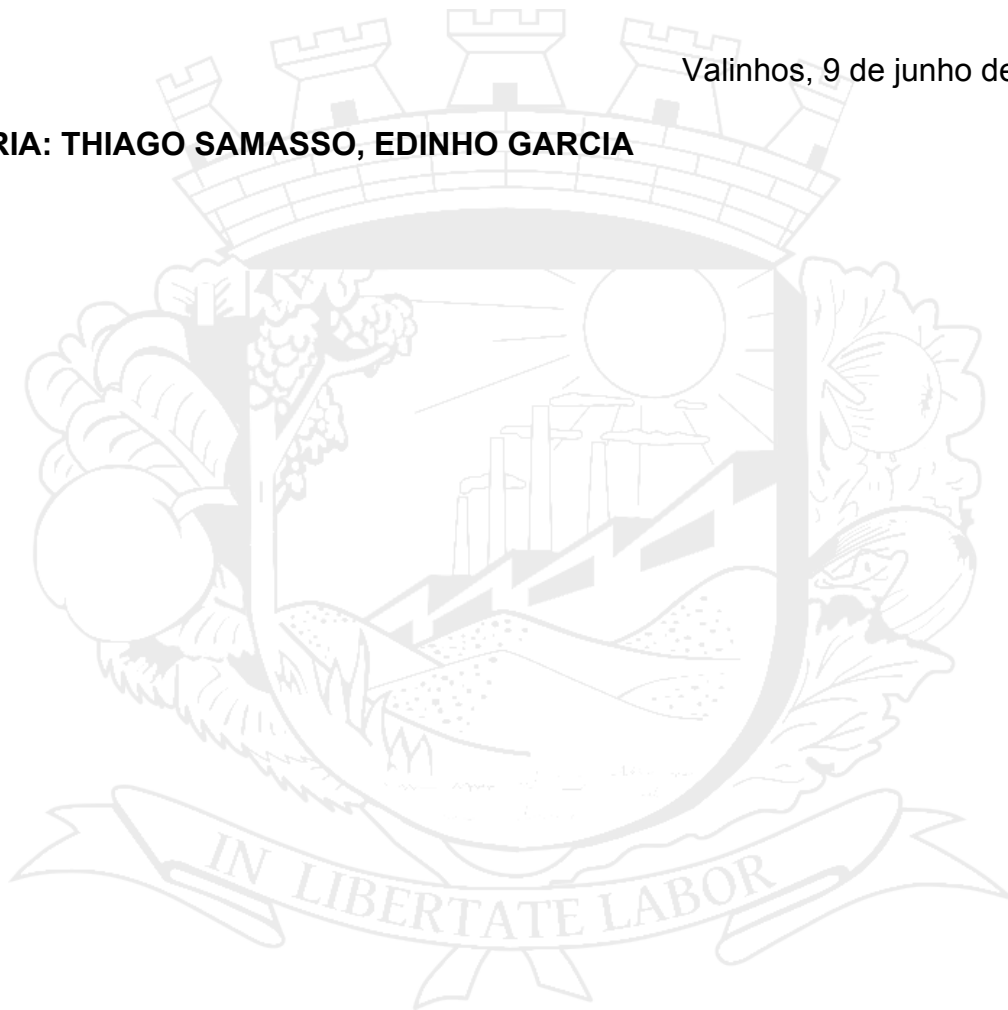 Valinhos, 9 de junho de
RIA: THIAGO SAMASSO, EDINHO GARCIA
IN LIBERTATE LABOR